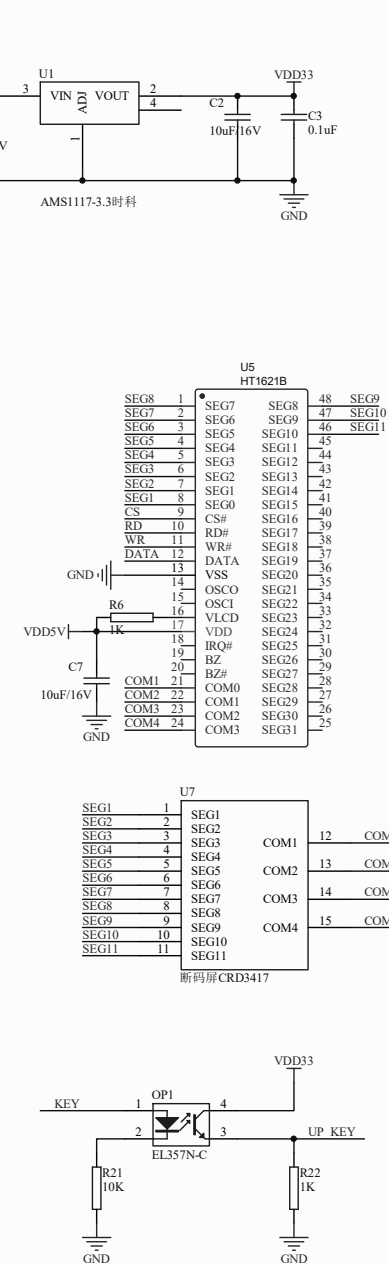 U1
VDD33
3 VIN ADJ VOUT 2
4
C2
10uF/16V
C3
0.1uF
V
1
AMS1117-3.3时科
GND
U5
HT1621B
SEG8 1 SEG7 SEG8 48 SEG9
SEG7 2 SEG6 SEG9 47 SEG10
SEG6 3 SEG5 SEG10 46 SEG11
SEG5 4 SEG4 SEG11 45
SEG4 5 SEG3 SEG12 44
SEG3 6 SEG2 SEG13 43
SEG2 7 SEG1 SEG14 42
SEG1 8 SEG0 SEG15 41
CS 9 CS# SEG16 40
RD 10 RD# SEG17 39
WR 11 WR# SEG18 38
DATA 12 DATA SEG19 37
GND 13 VSS SEG20 36
14 OSCO SEG21 35
15 OSCI SEG22 34
R6 16 VLCD SEG23 33
VDD5V 1K 17 VDD SEG24 32
18 IRQ# SEG25 31
19 BZ SEG26 30
20 BZ# SEG27 29
COM1 21 COM0 SEG28 28
COM2 22 COM1 SEG29 27
COM3 23 COM2 SEG30 26
COM4 24 COM3 SEG31 25
C7
10uF/16V
GND
U7
SEG1 1 SEG1
SEG2 2 SEG2
SEG3 3 SEG3 COM1 12 COM
SEG4 4 SEG4
SEG5 5 SEG5 COM2 13 COM
SEG6 6 SEG6
SEG7 7 SEG7 COM3 14 COM
SEG8 8 SEG8
SEG9 9 SEG9 COM4 15 COM
SEG10 10 SEG10
SEG11 11 SEG11
断码屏CRD3417
VDD33
OP1
KEY 1 4
2 3 UP KEY
EL357N-C
R21
10K
R22
1K
GND
GND